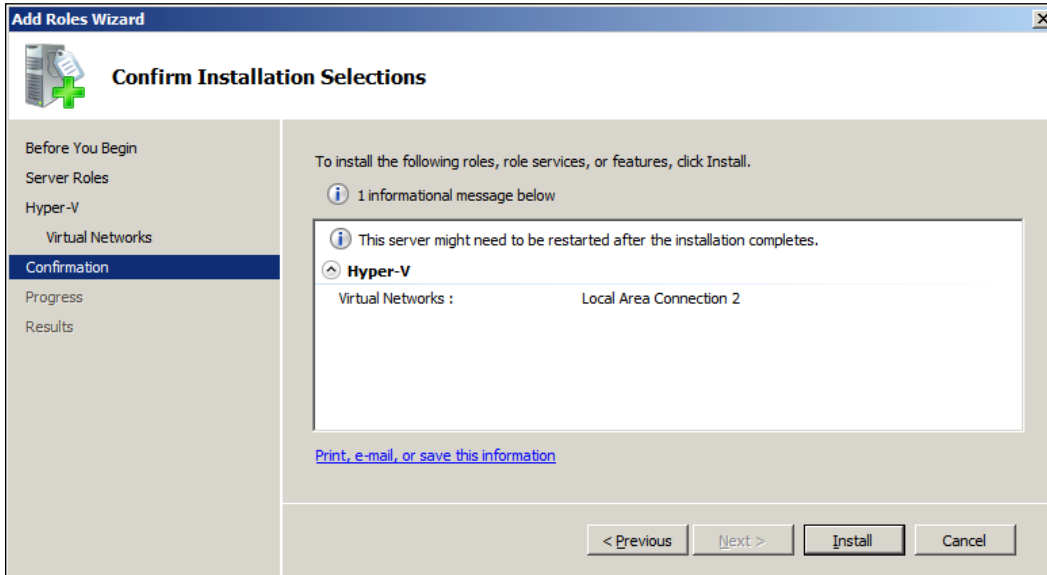 Add Roles Wizard
Confirm Installation Selections
Before You Begin
Server Roles
Hyper-V
Virtual Networks
Confirmation
Progress
Results
To install the following roles, role services, or features, click Install.
1 informational message below
This server might need to be restarted after the installation completes.
Hyper-V
Virtual Networks : Local Area Connection 2
Print, e-mail, or save this information
< Previous Next > Install Cancel